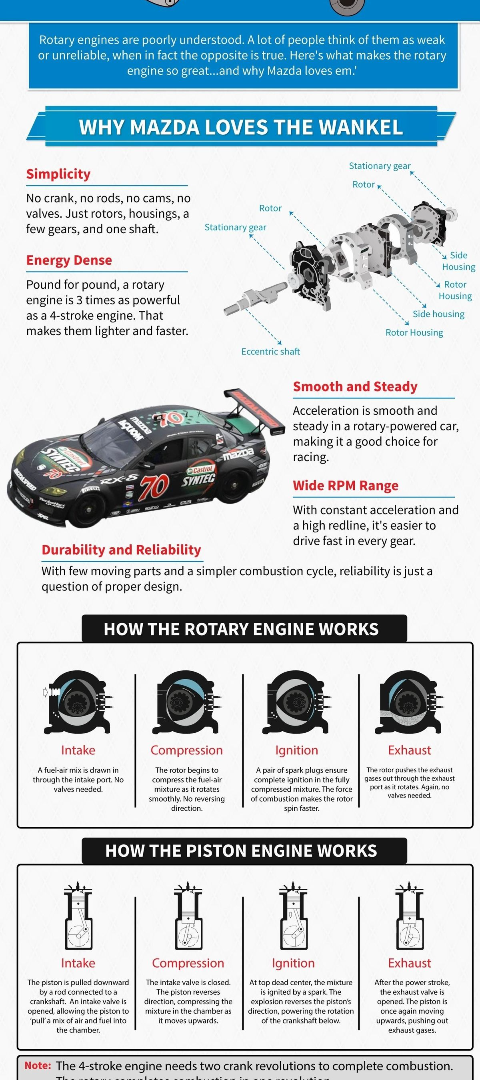 Rotary engines are poorly understood. A lot of people think of them as weak
or unreliable, when in fact the opposite is true. Here's what makes the rotary
engine so great...and why Mazda loves em.'
WHY MAZDA LOVES THE WANKEL
Simplicity
No crank, no rods, no cams, no
valves. Just rotors, housings, a
few gears, and one shaft.
Energy Dense
Pound for pound, a rotary
engine is 3 times as powerful
as a 4-stroke engine. That
makes them lighter and faster.
Stationary gear
Rotor
Rotor
Stationary gear
Side
Housing
Rotor
Housing
Side housing
Rotor Housing
Eccentric shaft
Smooth and Steady
Acceleration is smooth and
steady in a rotary-powered car,
making it a good choice for
racing.
Wide RPM Range
With constant acceleration and
a high redline, it's easier to
drive fast in every gear.
70
mazda
Castrol
SYNTEC
RX-8
70
Castrol
SYNTEC
mazda
Durability and Reliability
With few moving parts and a simpler combustion cycle, reliability is just a
question of proper design.
HOW THE ROTARY ENGINE WORKS
Intake
A fuel-air mix is drawn in
through the intake port. No
valves needed.
Compression
The rotor begins to
compress the fuel-air
mixture as it rotates
smoothly. No reversing
direction.
Ignition
A pair of spark plugs ensure
complete ignition in the fully
compressed mixture. The force
of combustion makes the rotor
spin faster.
Exhaust
The rotor pushes the exhaust
gases out through the exhaust
port as it rotates. Again, no
valves needed.
HOW THE PISTON ENGINE WORKS
Intake
The piston is pulled downward
by a rod connected to a
crankshaft. An intake valve is
opened, allowing the piston to
'pull' a mix of air and fuel into
the chamber.
Compression
The intake valve is closed.
The piston reverses
direction, compressing the
mixture in the chamber as
it moves upwards.
Ignition
At top dead center, the mixture
is ignited by a spark. The
explosion reverses the piston's
direction, powering the rotation
of the crankshaft below.
Exhaust
After the power stroke,
the exhaust valve is
opened. The piston is
once again moving
upwards, pushing out
exhaust gases.
Note: The 4-stroke engine needs two crank revolutions to complete combustion.
The rotary completes combustion in one revolution.